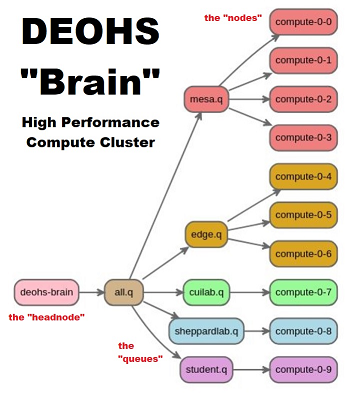 DEOHS
"Brain"
High Performance
Compute Cluster
the "nodes"
compute-0-0
compute-0-1
mesa.q
compute-0-2
compute-0-3
compute-0-4
edge.q
compute-0-5
compute-0-6
deohs-brain
all.q
cuilab.q
compute-0-7
the "headnode"
sheppardlab.q
compute-0-8
the
"queues"
student.q
compute-0-9